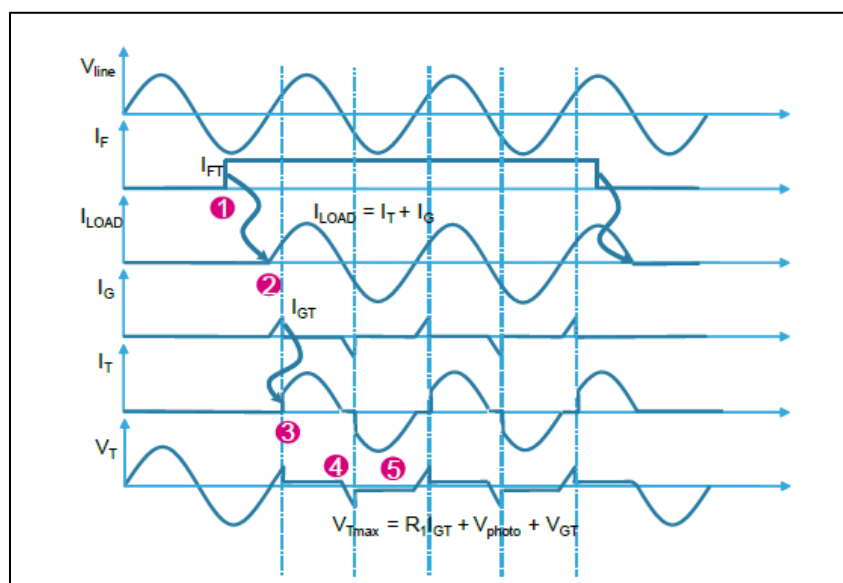 Vline
IF
IFT
1
ILOAD
ILOAD = IT + IG
2
IG
IGT
IT
3
VT
4
5
VTmax = R1IGT + Vphoto + VGT